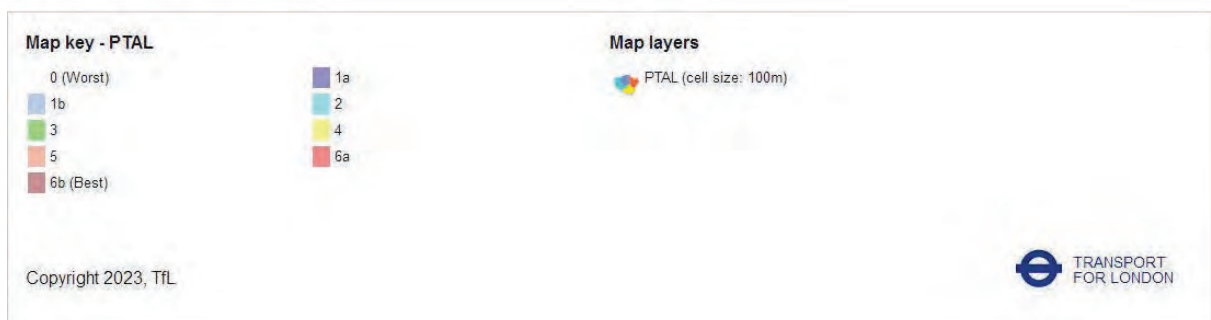 Map key - PTAL
0 (Worst)
1a
1b
2
3
4
5
6a
6b (Best)
Map layers
PTAL (cell size: 100m)
Copyright 2023, TfL
TRANSPORT
FOR LONDON